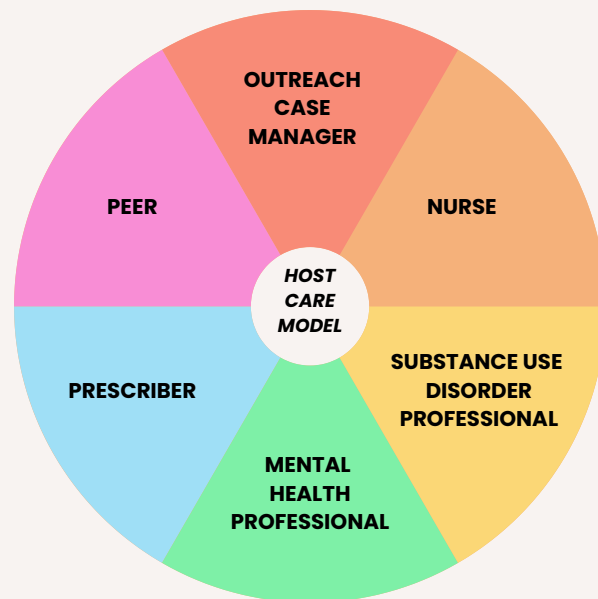 OUTREACH
CASE
MANAGER
PEER
NURSE
HOST
CARE
MODEL
PRESCRIBER
SUBSTANCE USE
DISORDER
PROFESSIONAL
MENTAL
HEALTH
PROFESSIONAL